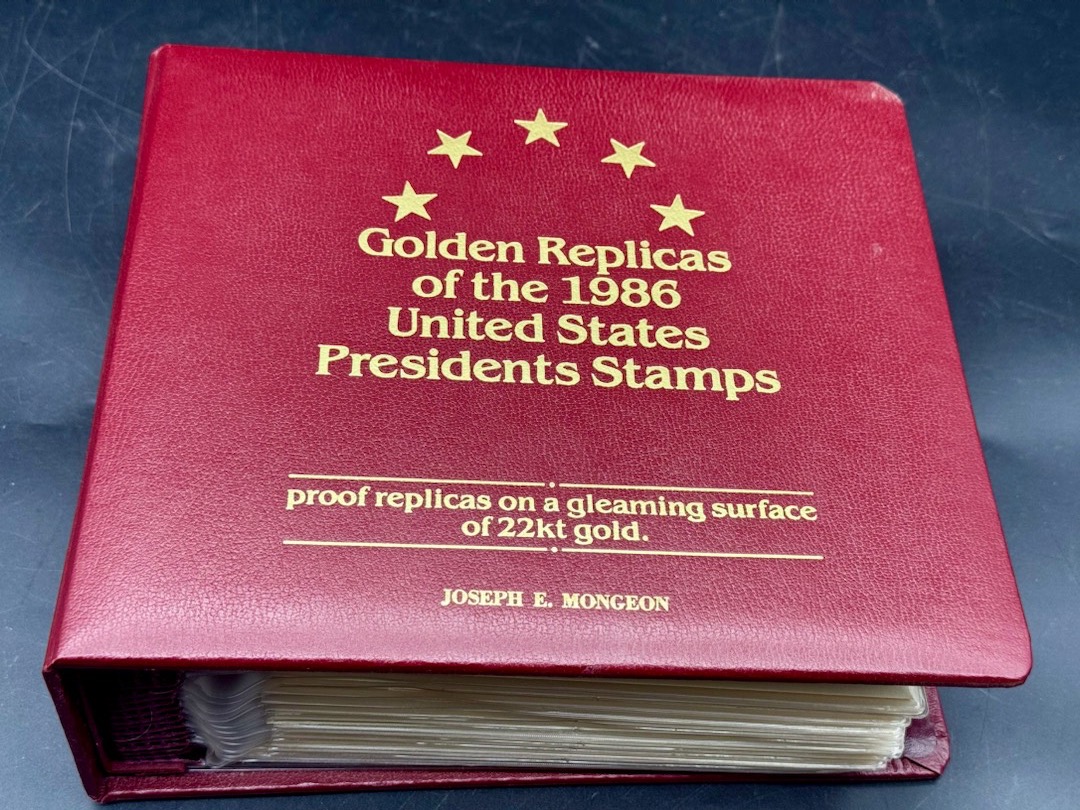 Golden Replicas
of the 1986
United States
Presidents Stamps
proof replicas on a gleaming surface
of 22kt gold.
JOSEPH E. MONGEON